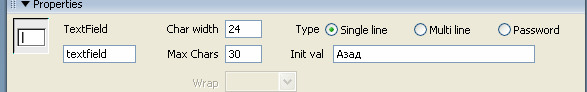 Properties
TextField Char width 24 Type Single line Multi line Password
textfield Max Chars 30 Init val Азад
Wrap